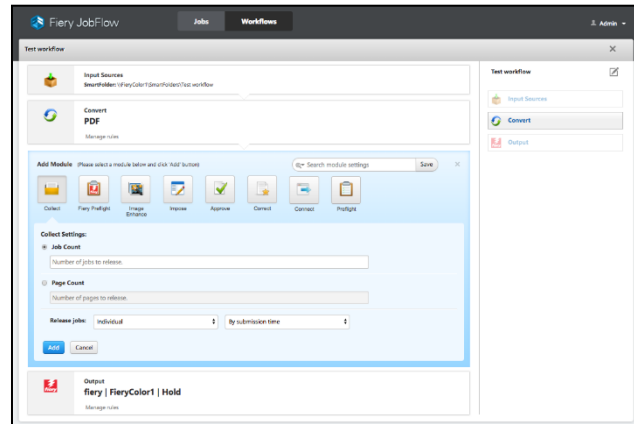 Fiery JobFlow
Jobs
Workflows
Admin
Test workflow
Input Sources
SmartFolder: \\FieryColor1\SmartFolders\Test workflow
Convert
PDF
Manage rules
Add Module (Please select a module below and click 'Add' button)
Search module settings
Save
Collect
Fiery Preflight
Image Enhance
Impose
Approve
Correct
Connect
Preflight
Collect Settings:
Job Count
Number of jobs to release.
Page Count
Number of pages to release.
Release jobs: Individual By submission time
Add Cancel
Output
fiery | FieryColor1 | Hold
Manage rules
Test workflow
Input Sources
Convert
Output